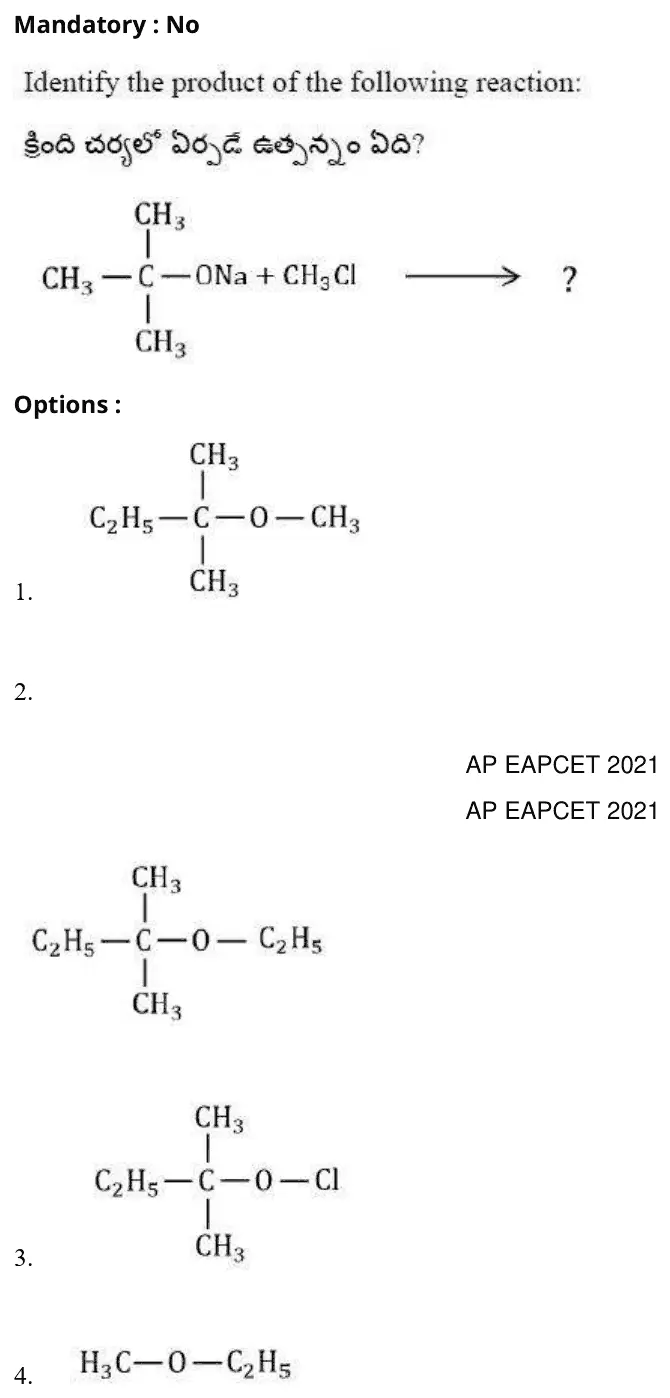 Mandatory : No
Identify the product of the following reaction:
క్రింది చర్యలో ఏర్పడే ఉత్పన్నం ఏది?
CH₃
|
CH₃ — C — ONa + CH₃Cl ⟶ ?
|
CH₃
Options :
CH₃
|
C₂H₅ — C — O — CH₃
|
CH₃
1.
2.
AP EAPCET 2021
AP EAPCET 2021
CH₃
|
C₂H₅ — C — O — C₂H₅
|
CH₃
CH₃
|
C₂H₅ — C — O — Cl
|
CH₃
3.
4. H₃C — O — C₂H₅